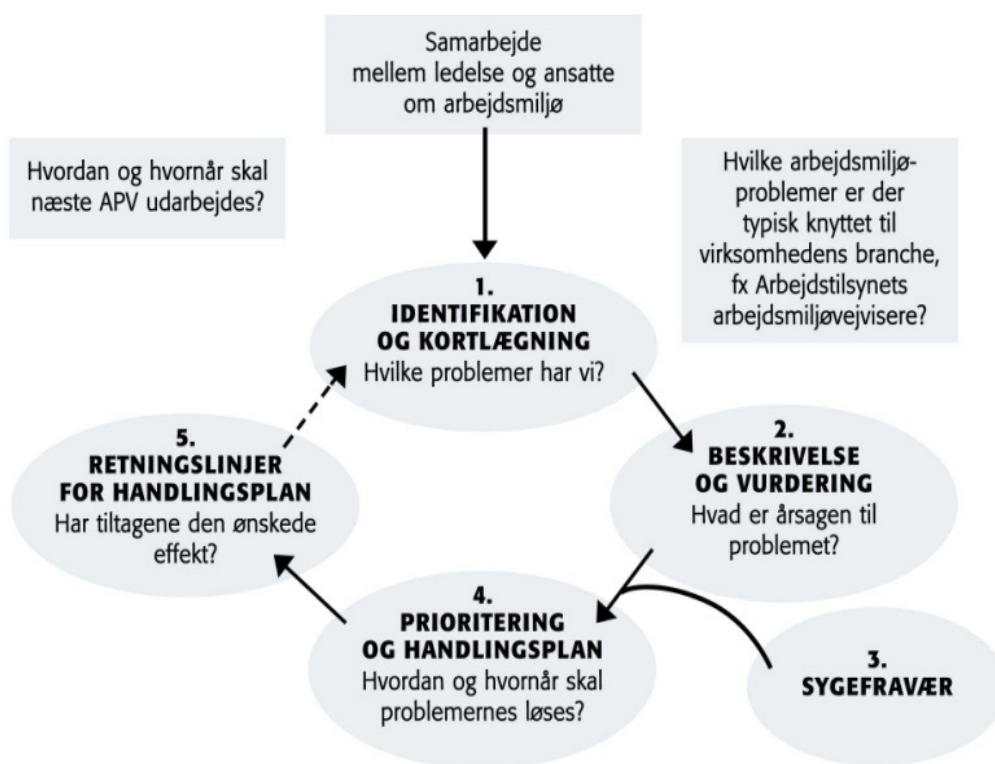 Samarbejde
mellem ledelse og ansatte
om arbejdsmiljø
Hvordan og hvornår skal
næste APV udarbejdes?
Hvilke arbejdsmiljø-
problemer er der
typisk knyttet til
virksomhedens branche,
fx Arbejdstilsynets
arbejdsmiljøvejvisere?
1.
IDENTIFIKATION
OG KORTLÆGNING
Hvilke problemer har vi?
2.
BESKRIVELSE
OG VURDERING
Hvad er årsagen til
problemet?
3.
SYGEFRAVÆR
4.
PRIORITERING
OG HANDLINGSPLAN
Hvordan og hvornår skal
problemernes løses?
5.
RETNINGSLINJER
FOR HANDLINGSPLAN
Har tiltagene den ønskede
effekt?